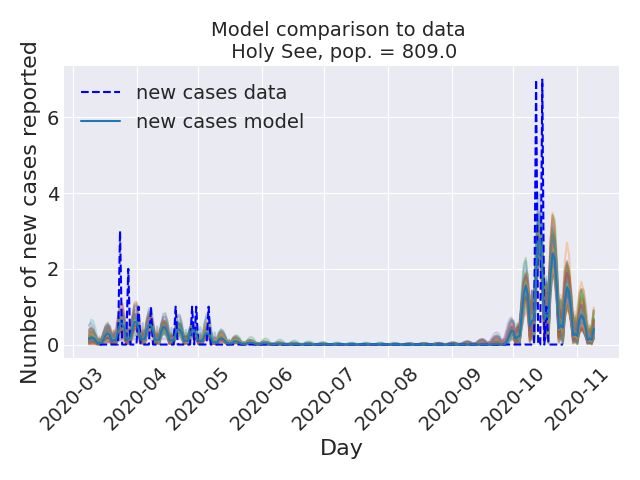 Model comparison to data
Holy See, pop. = 809.0
Number of new cases reported
6
4
2
0
new cases data
new cases model
2020-03
2020-04
2020-05
2020-06
2020-07
2020-08
2020-09
2020-10
2020-11
Day